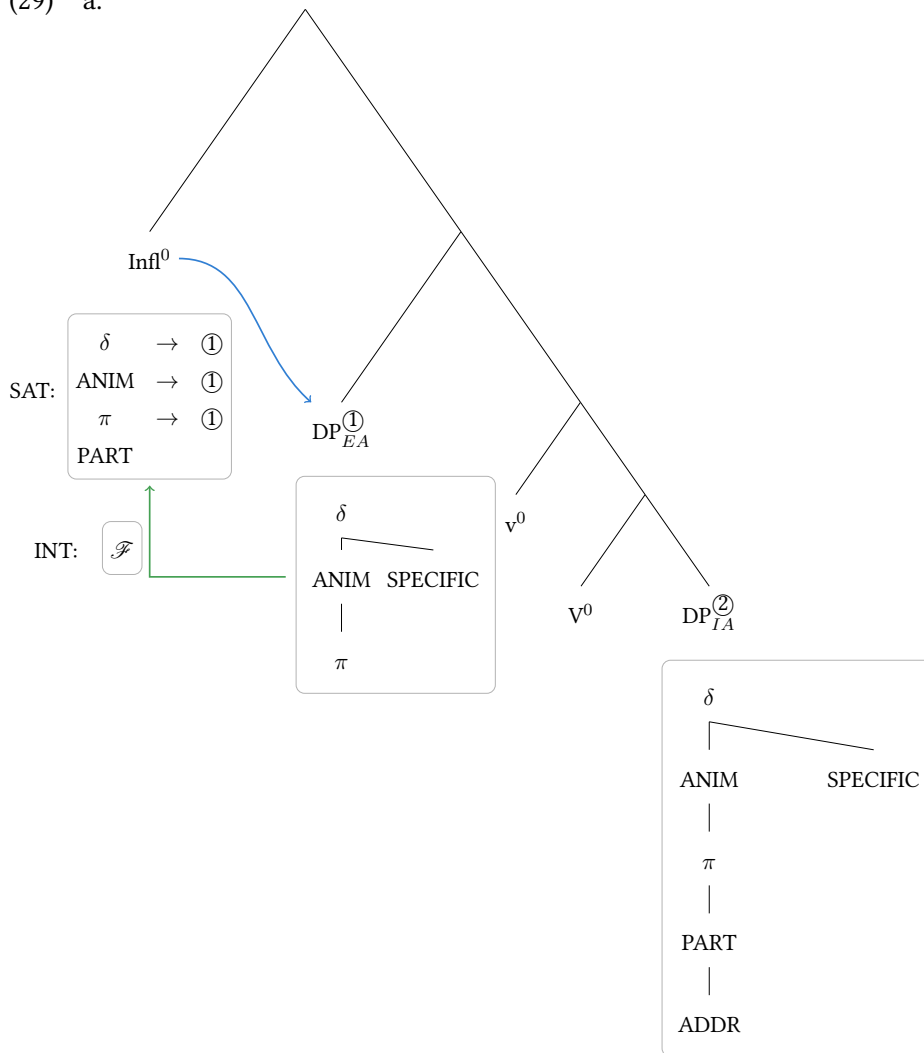 (29) a.
Infl⁰
SAT:
δ → ①
ANIM → ①
π → ①
PART
INT: ℱ
DP①EA
δ
ANIM SPECIFIC
π
v⁰
V⁰
DP②IA
δ
ANIM SPECIFIC
π
PART
ADDR